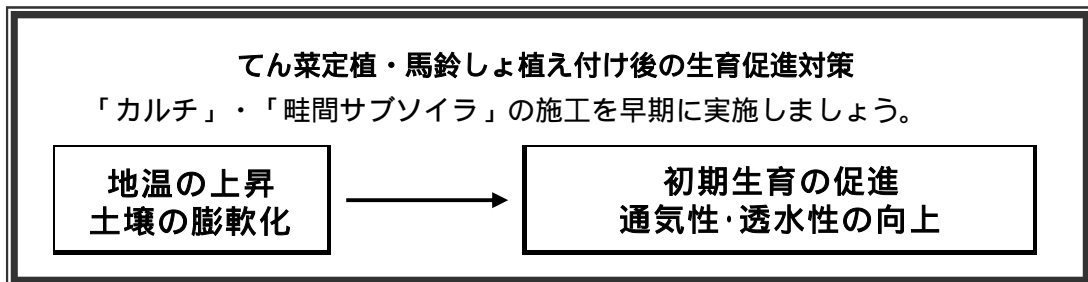 てん菜定植・馬鈴しょ植え付け後の生育促進対策
「カルチ」・「畦間サブソイラ」の施工を早期に実施しましょう。
地温の上昇
土壌の膨軟化
初期生育の促進
通気性･透水性の向上